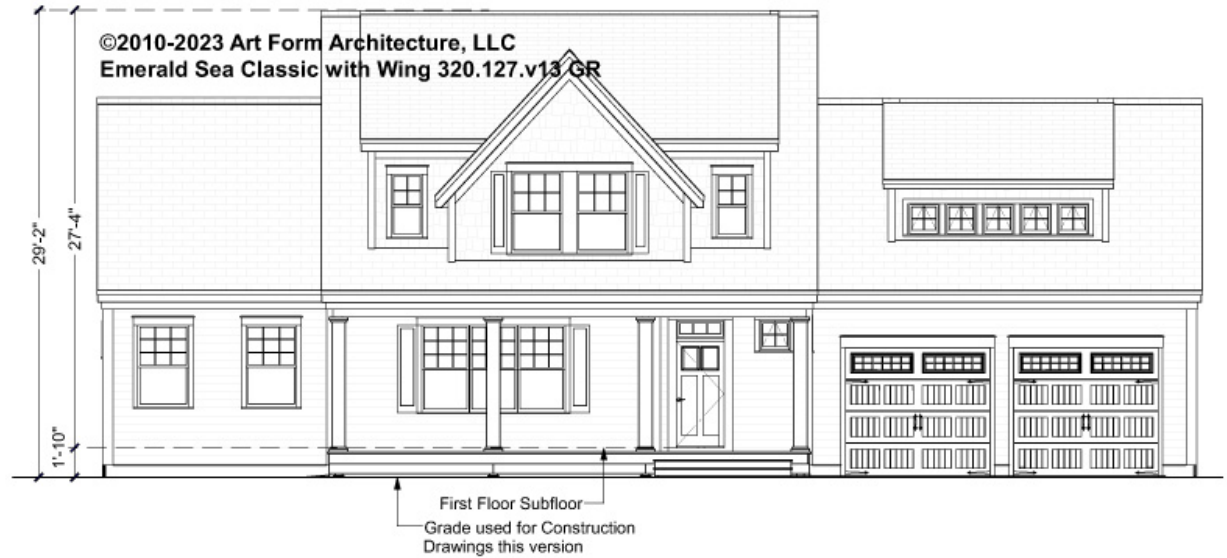 ©2010-2023 Art Form Architecture, LLC
Emerald Sea Classic with Wing 320.127.v13 GR
29'-2"
27'-4"
1'-10"
First Floor Subfloor
Grade used for Construction
Drawings this version